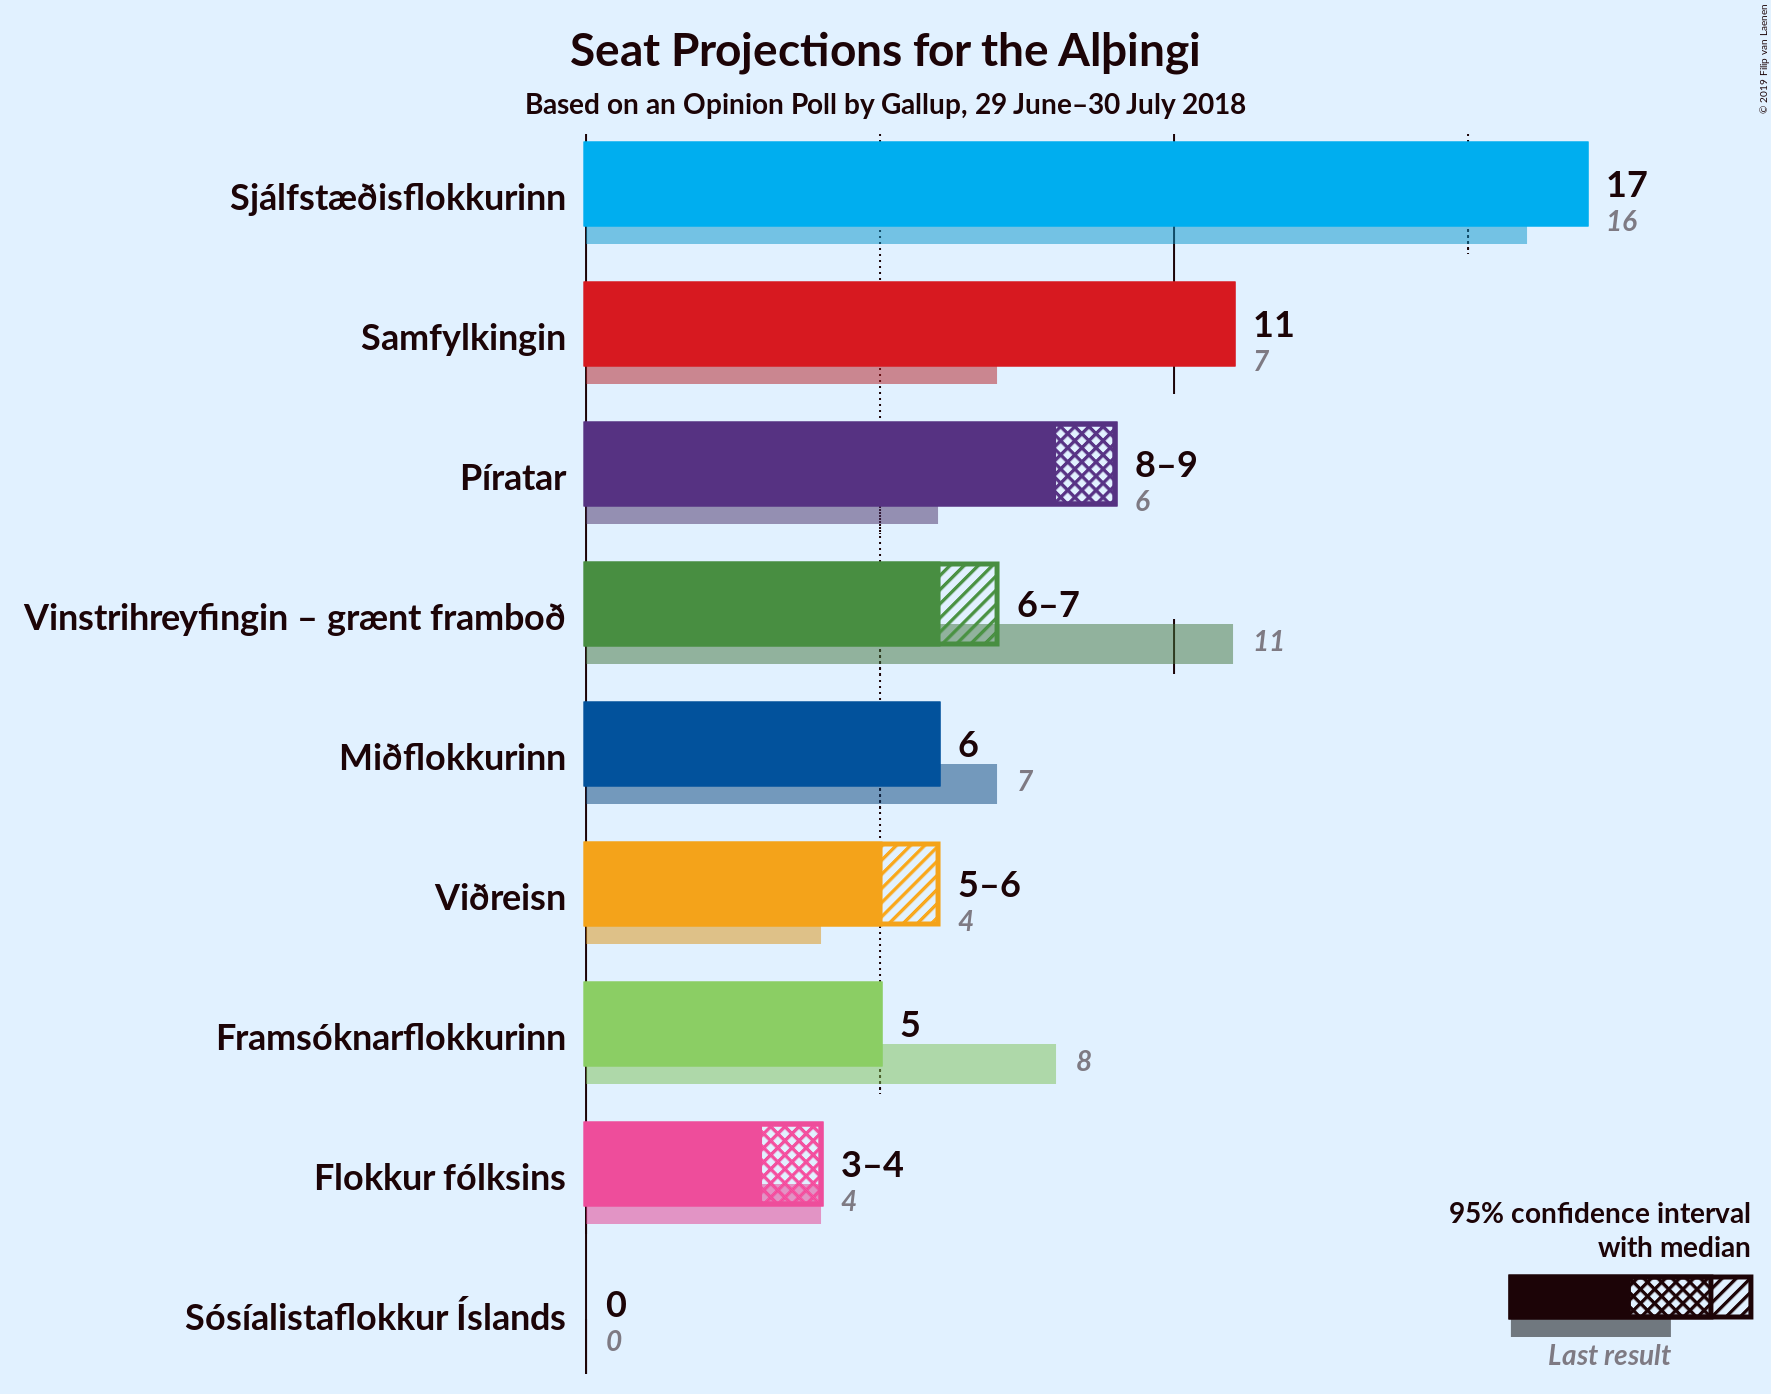 Seat Projections for the Alþingi
Based on an Opinion Poll by Gallup, 29 June–30 July 2018
© 2019 Filip van Laenen
Sjálfstæðisflokkurinn
17
16
Samfylkingin
11
7
Píratar
8–9
6
Vinstrihreyfingin – grænt framboð
6–7
11
Miðflokkurinn
6
7
Viðreisn
5–6
4
Framsóknarflokkurinn
5
8
Flokkur fólksins
3–4
4
Sósíalistaflokkur Íslands
0
0
95% confidence interval
with median
Last result